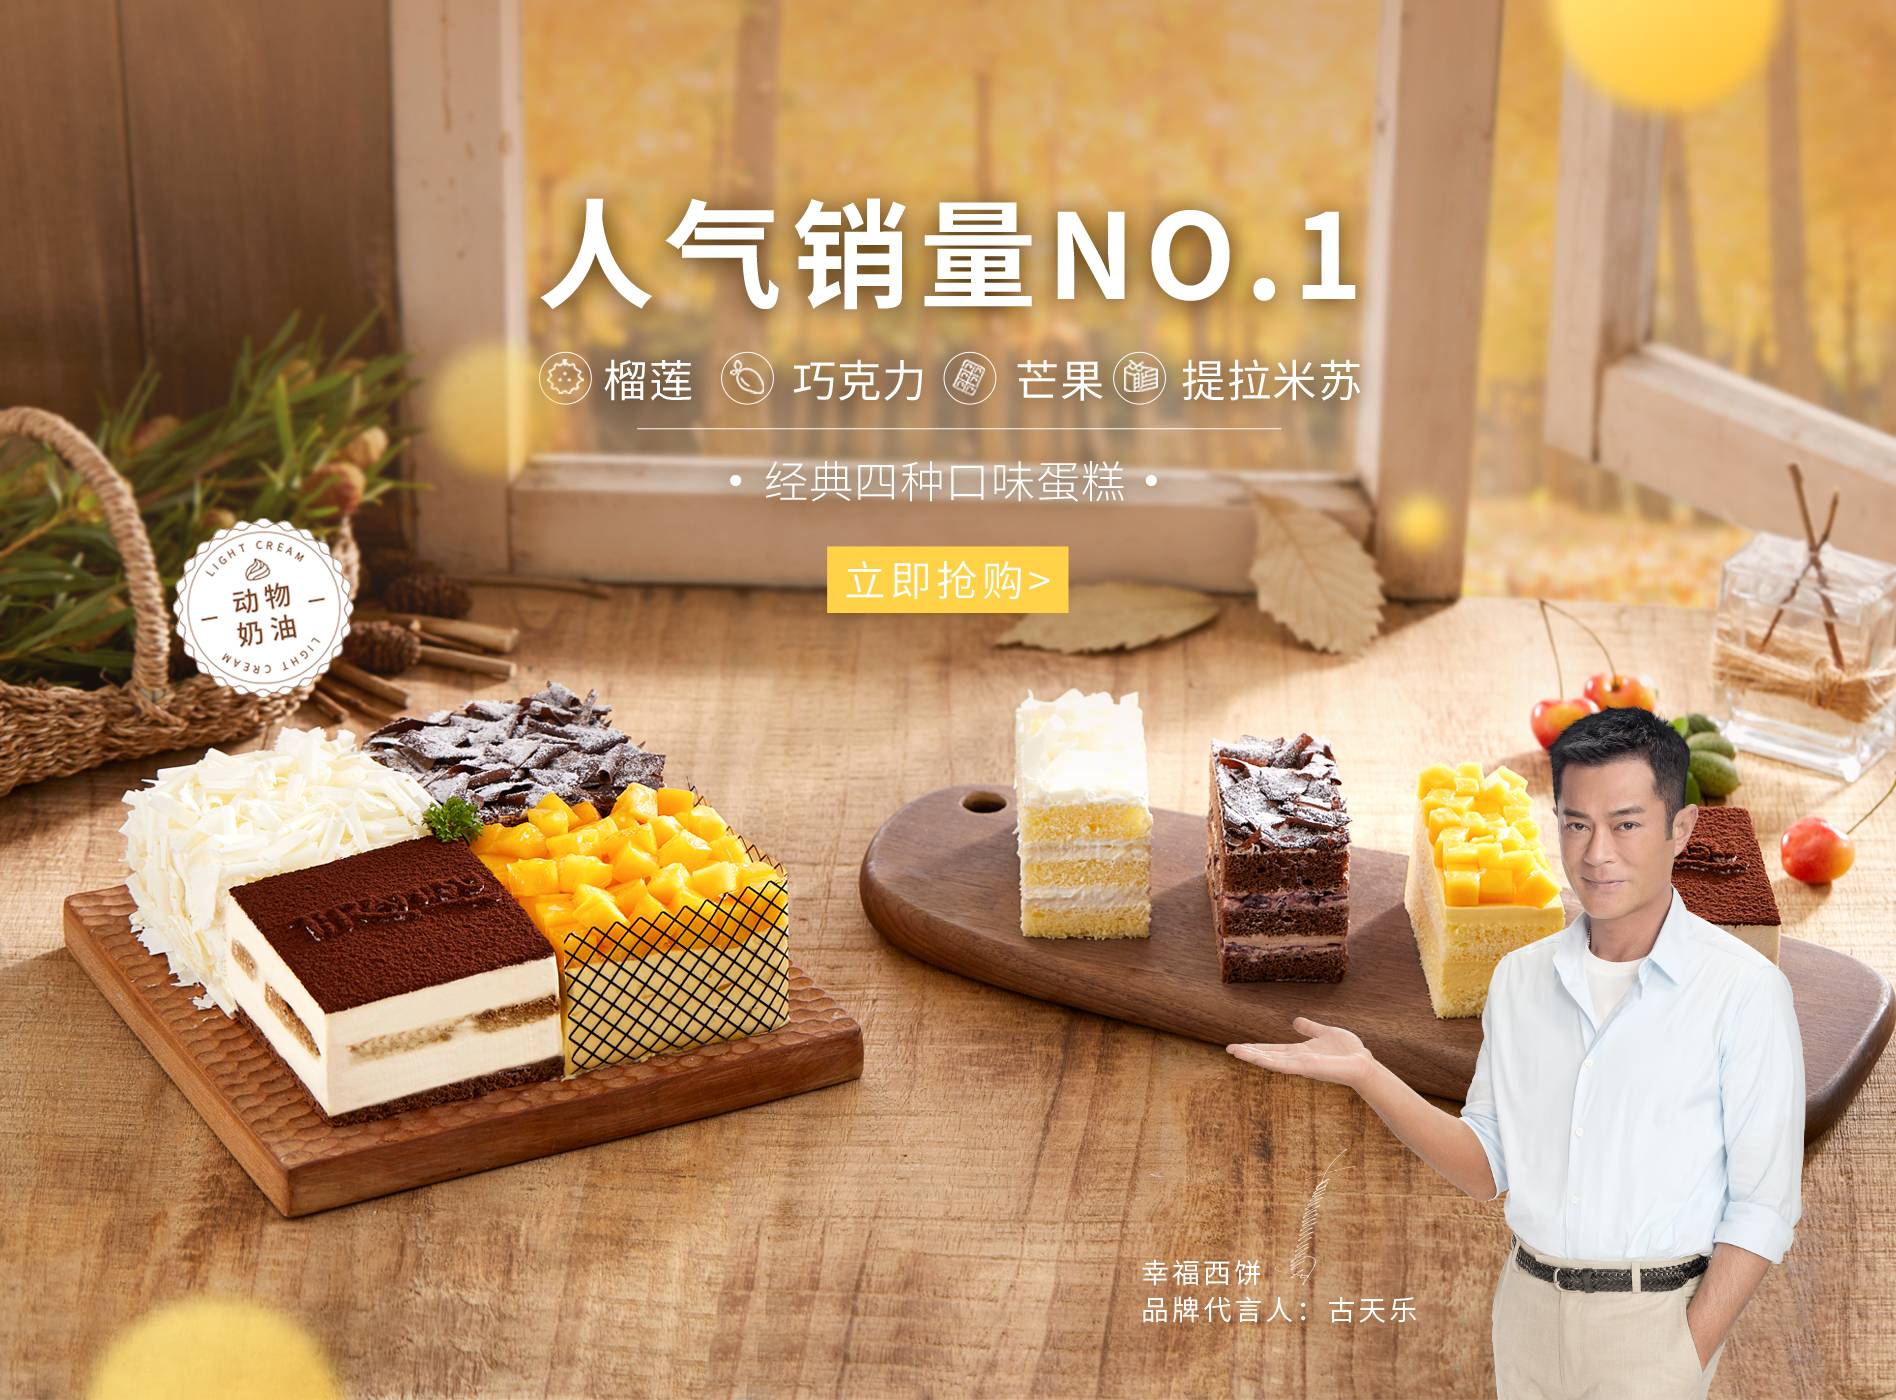 人气销量NO.1
榴莲 巧克力 芒果 提拉米苏
• 经典四种口味蛋糕 •
立即抢购>
LIGHT CREAM
动物
奶油
LIGHT CREAM
幸福西饼
品牌代言人：古天乐